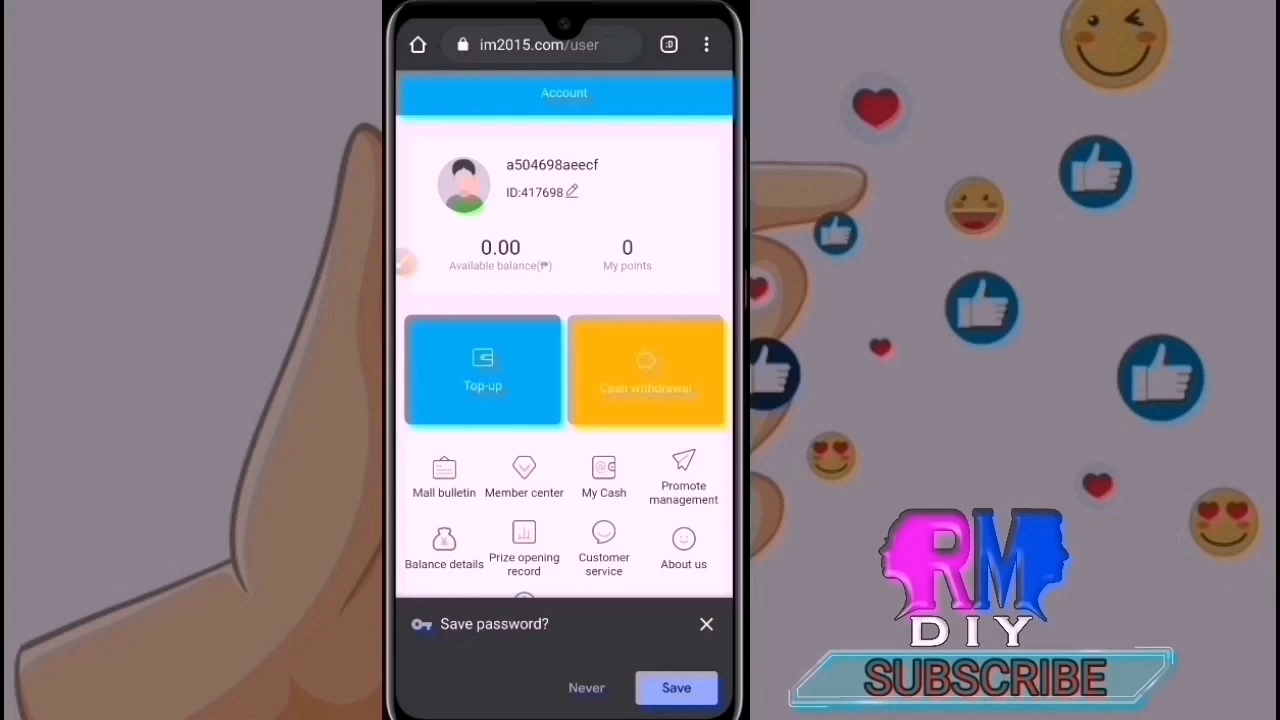 im2015.com/user
:D
Account
a504698aeecf
ID:417698
0.00
0
Available balance(₱)
My points
Top-up
Cash withdrawal
Mall bulletin
Member center
My Cash
Promote
management
Balance details
Prize opening
record
Customer
service
About us
Save password?
Never
Save
RM
DIY
SUBSCRIBE